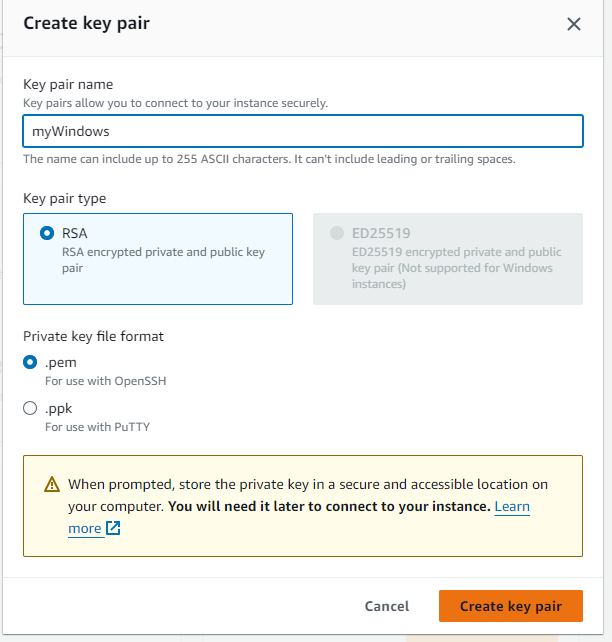 Create key pair
Key pair name
Key pairs allow you to connect to your instance securely.
myWindows
The name can include up to 255 ASCII characters. It can't include leading or trailing spaces.
Key pair type
RSA
RSA encrypted private and public key
pair
ED25519
ED25519 encrypted private and public
key pair (Not supported for Windows
instances)
Private key file format
.pem
For use with OpenSSH
.ppk
For use with PuTTY
When prompted, store the private key in a secure and accessible location on
your computer. You will need it later to connect to your instance. Learn
more
Cancel
Create key pair